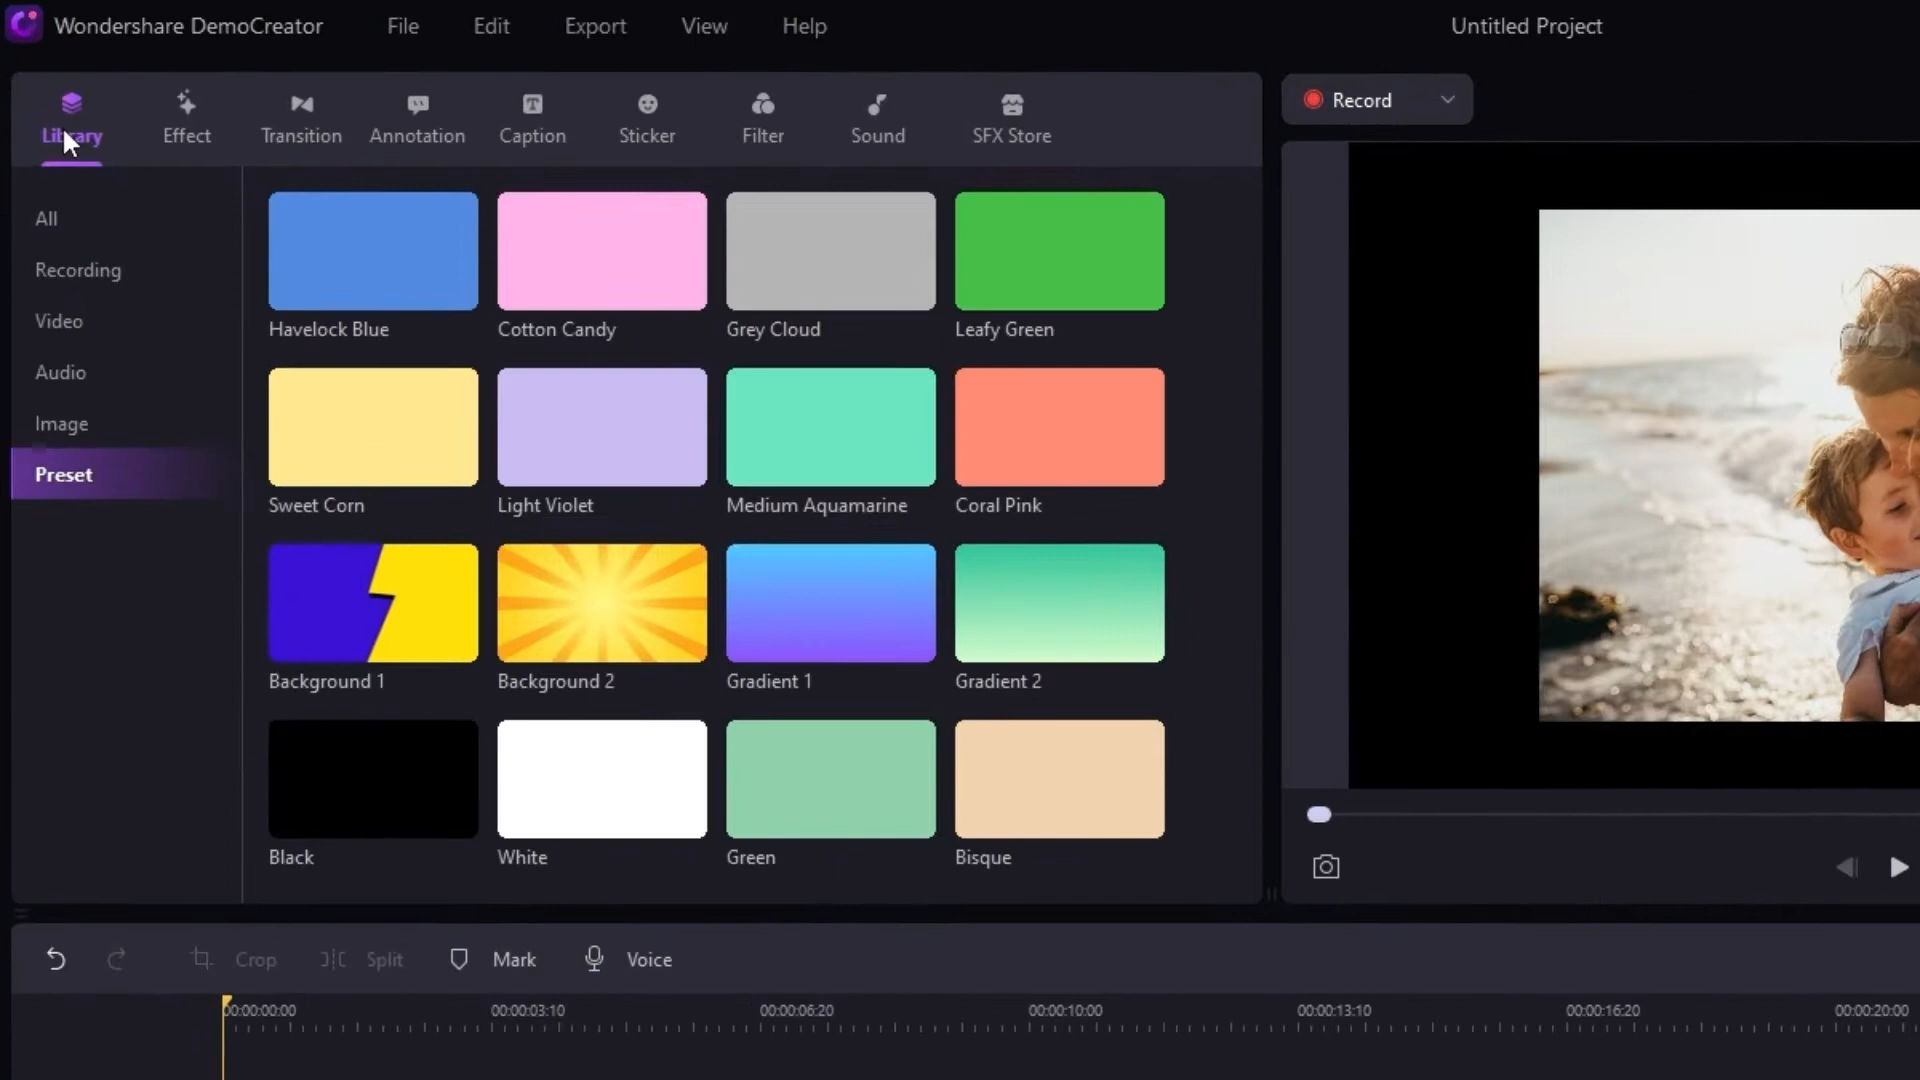 Wondershare DemoCreator File Edit Export View Help Untitled Project
Library Effect Transition Annotation Caption Sticker Filter Sound SFX Store
Record
All
Recording
Video
Audio
Image
Preset
Havelock Blue Cotton Candy Grey Cloud Leafy Green
Sweet Corn Light Violet Medium Aquamarine Coral Pink
Background 1 Background 2 Gradient 1 Gradient 2
Black White Green Bisque
Crop Split Mark Voice
00:00:00:00 00:00:03:10 00:00:06:20 00:00:10:00 00:00:13:10 00:00:16:20 00:00:20:00